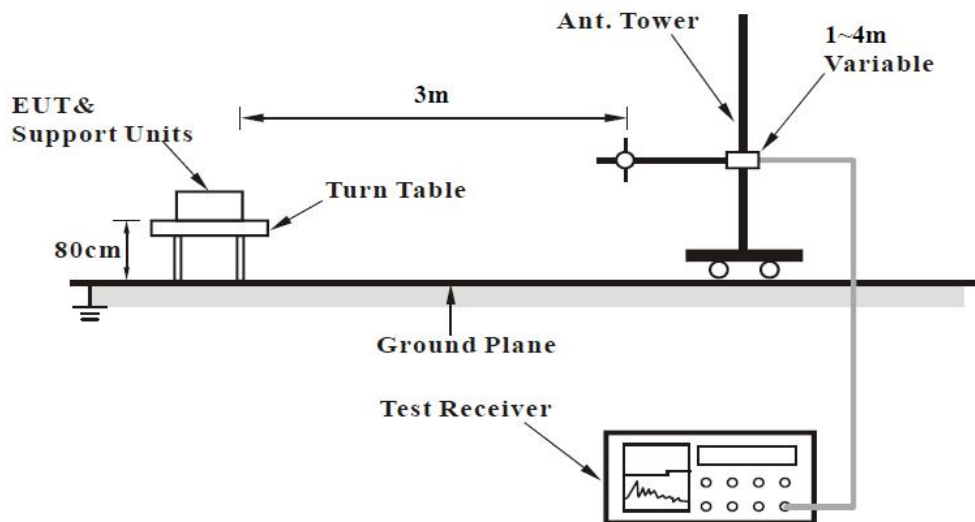 Ant. Tower
1~4m
Variable
EUT&
Support Units
3m
Turn Table
80cm
Ground Plane
Test Receiver